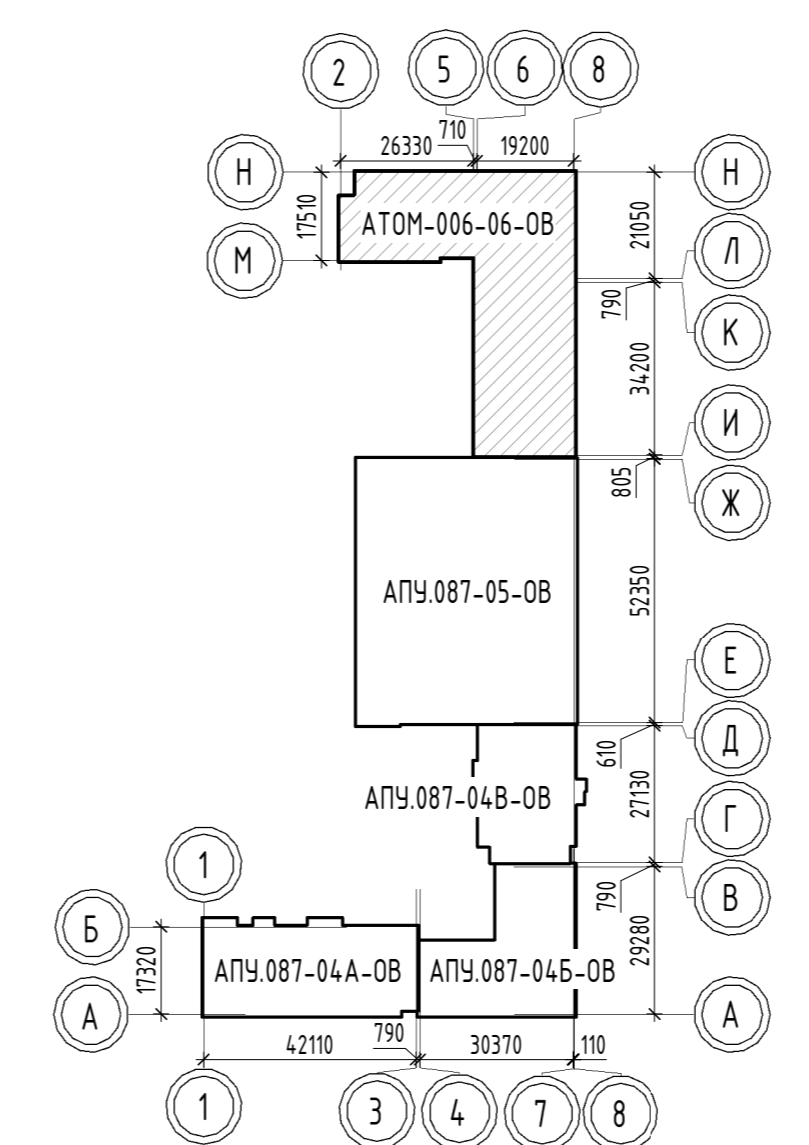 2
5
6
8
710
26330
19200
Н
Н
17510
АТОМ-006-06-ОВ
21050
М
Л
790
К
34200
И
805
Ж
АПУ.087-05-ОВ
52350
Е
610
Д
АПУ.087-04В-ОВ
27130
Г
1
790
В
Б
29280
17320
АПУ.087-04А-ОВ
АПУ.087-04Б-ОВ
А
А
42110
790
30370
110
1
3
4
7
8